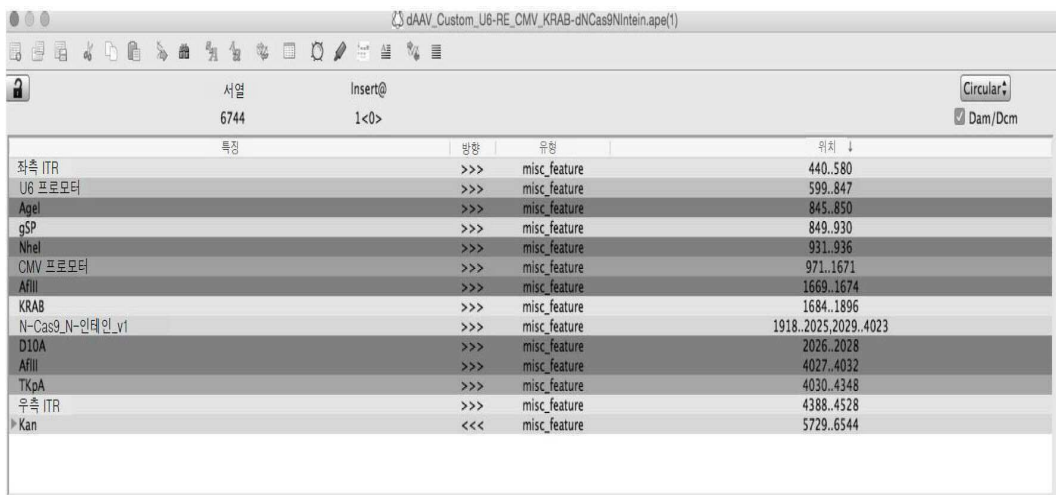 dAAV_Custom_U6-RE_CMV_KRAB-dNCas9NIntein.ape(1)
서열 Insert@ Circular
6744 1<0> Dam/Dcm
특징 방향 유형 위치 ↓
좌측 ITR >>> misc_feature 440..580
U6 프로모터 >>> misc_feature 599..847
AgeI >>> misc_feature 845..850
gSP >>> misc_feature 849..930
NheI >>> misc_feature 931..936
CMV 프로모터 >>> misc_feature 971..1671
AflII >>> misc_feature 1669..1674
KRAB >>> misc_feature 1684..1896
N-Cas9_N-인테인_v1 >>> misc_feature 1918..2025,2029..4023
D10A >>> misc_feature 2026..2028
AflII >>> misc_feature 4027..4032
TKpA >>> misc_feature 4030..4348
우측 ITR >>> misc_feature 4388..4528
Kan <<< misc_feature 5729..6544